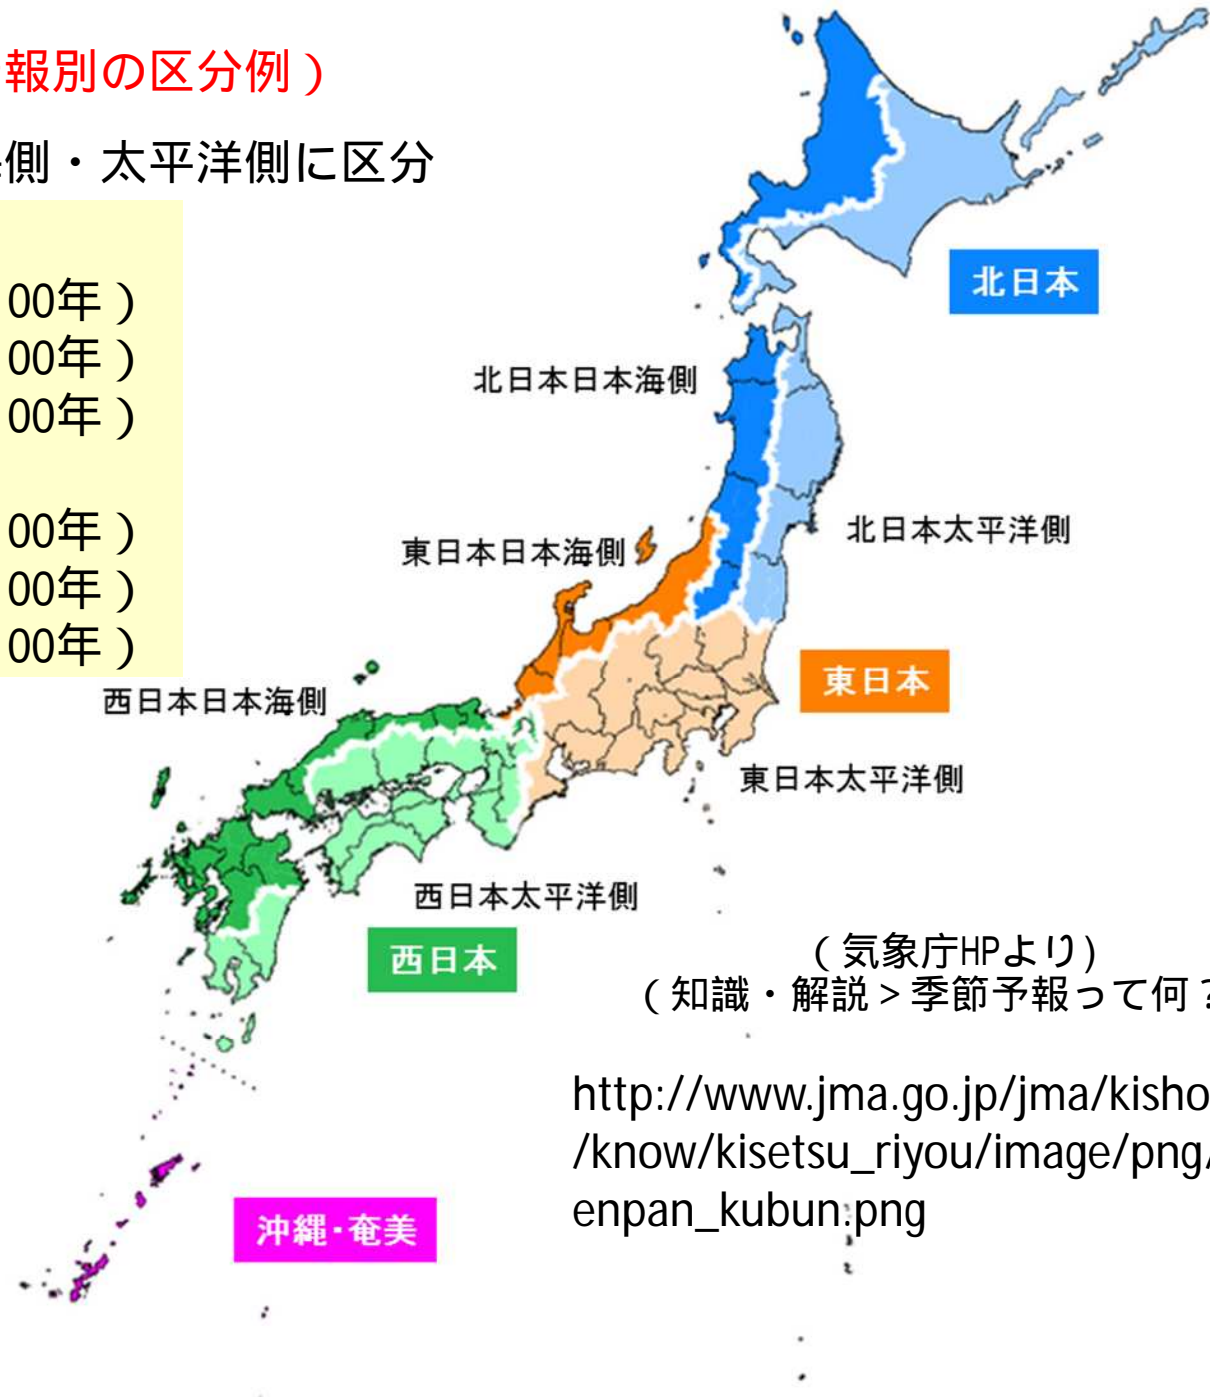 報別の区分例）
側・太平洋側に区分
00年）
00年）
00年）
00年）
00年）
00年）
北日本
北日本日本海側
北日本太平洋側
東日本日本海側
東日本
西日本日本海側
東日本太平洋側
西日本太平洋側
西日本
（気象庁HPより)
（知識・解説＞季節予報って何？
http://www.jma.go.jp/jma/kisho
/know/kisetsu_riyou/image/png/
enpan_kubun.png
沖縄・奄美